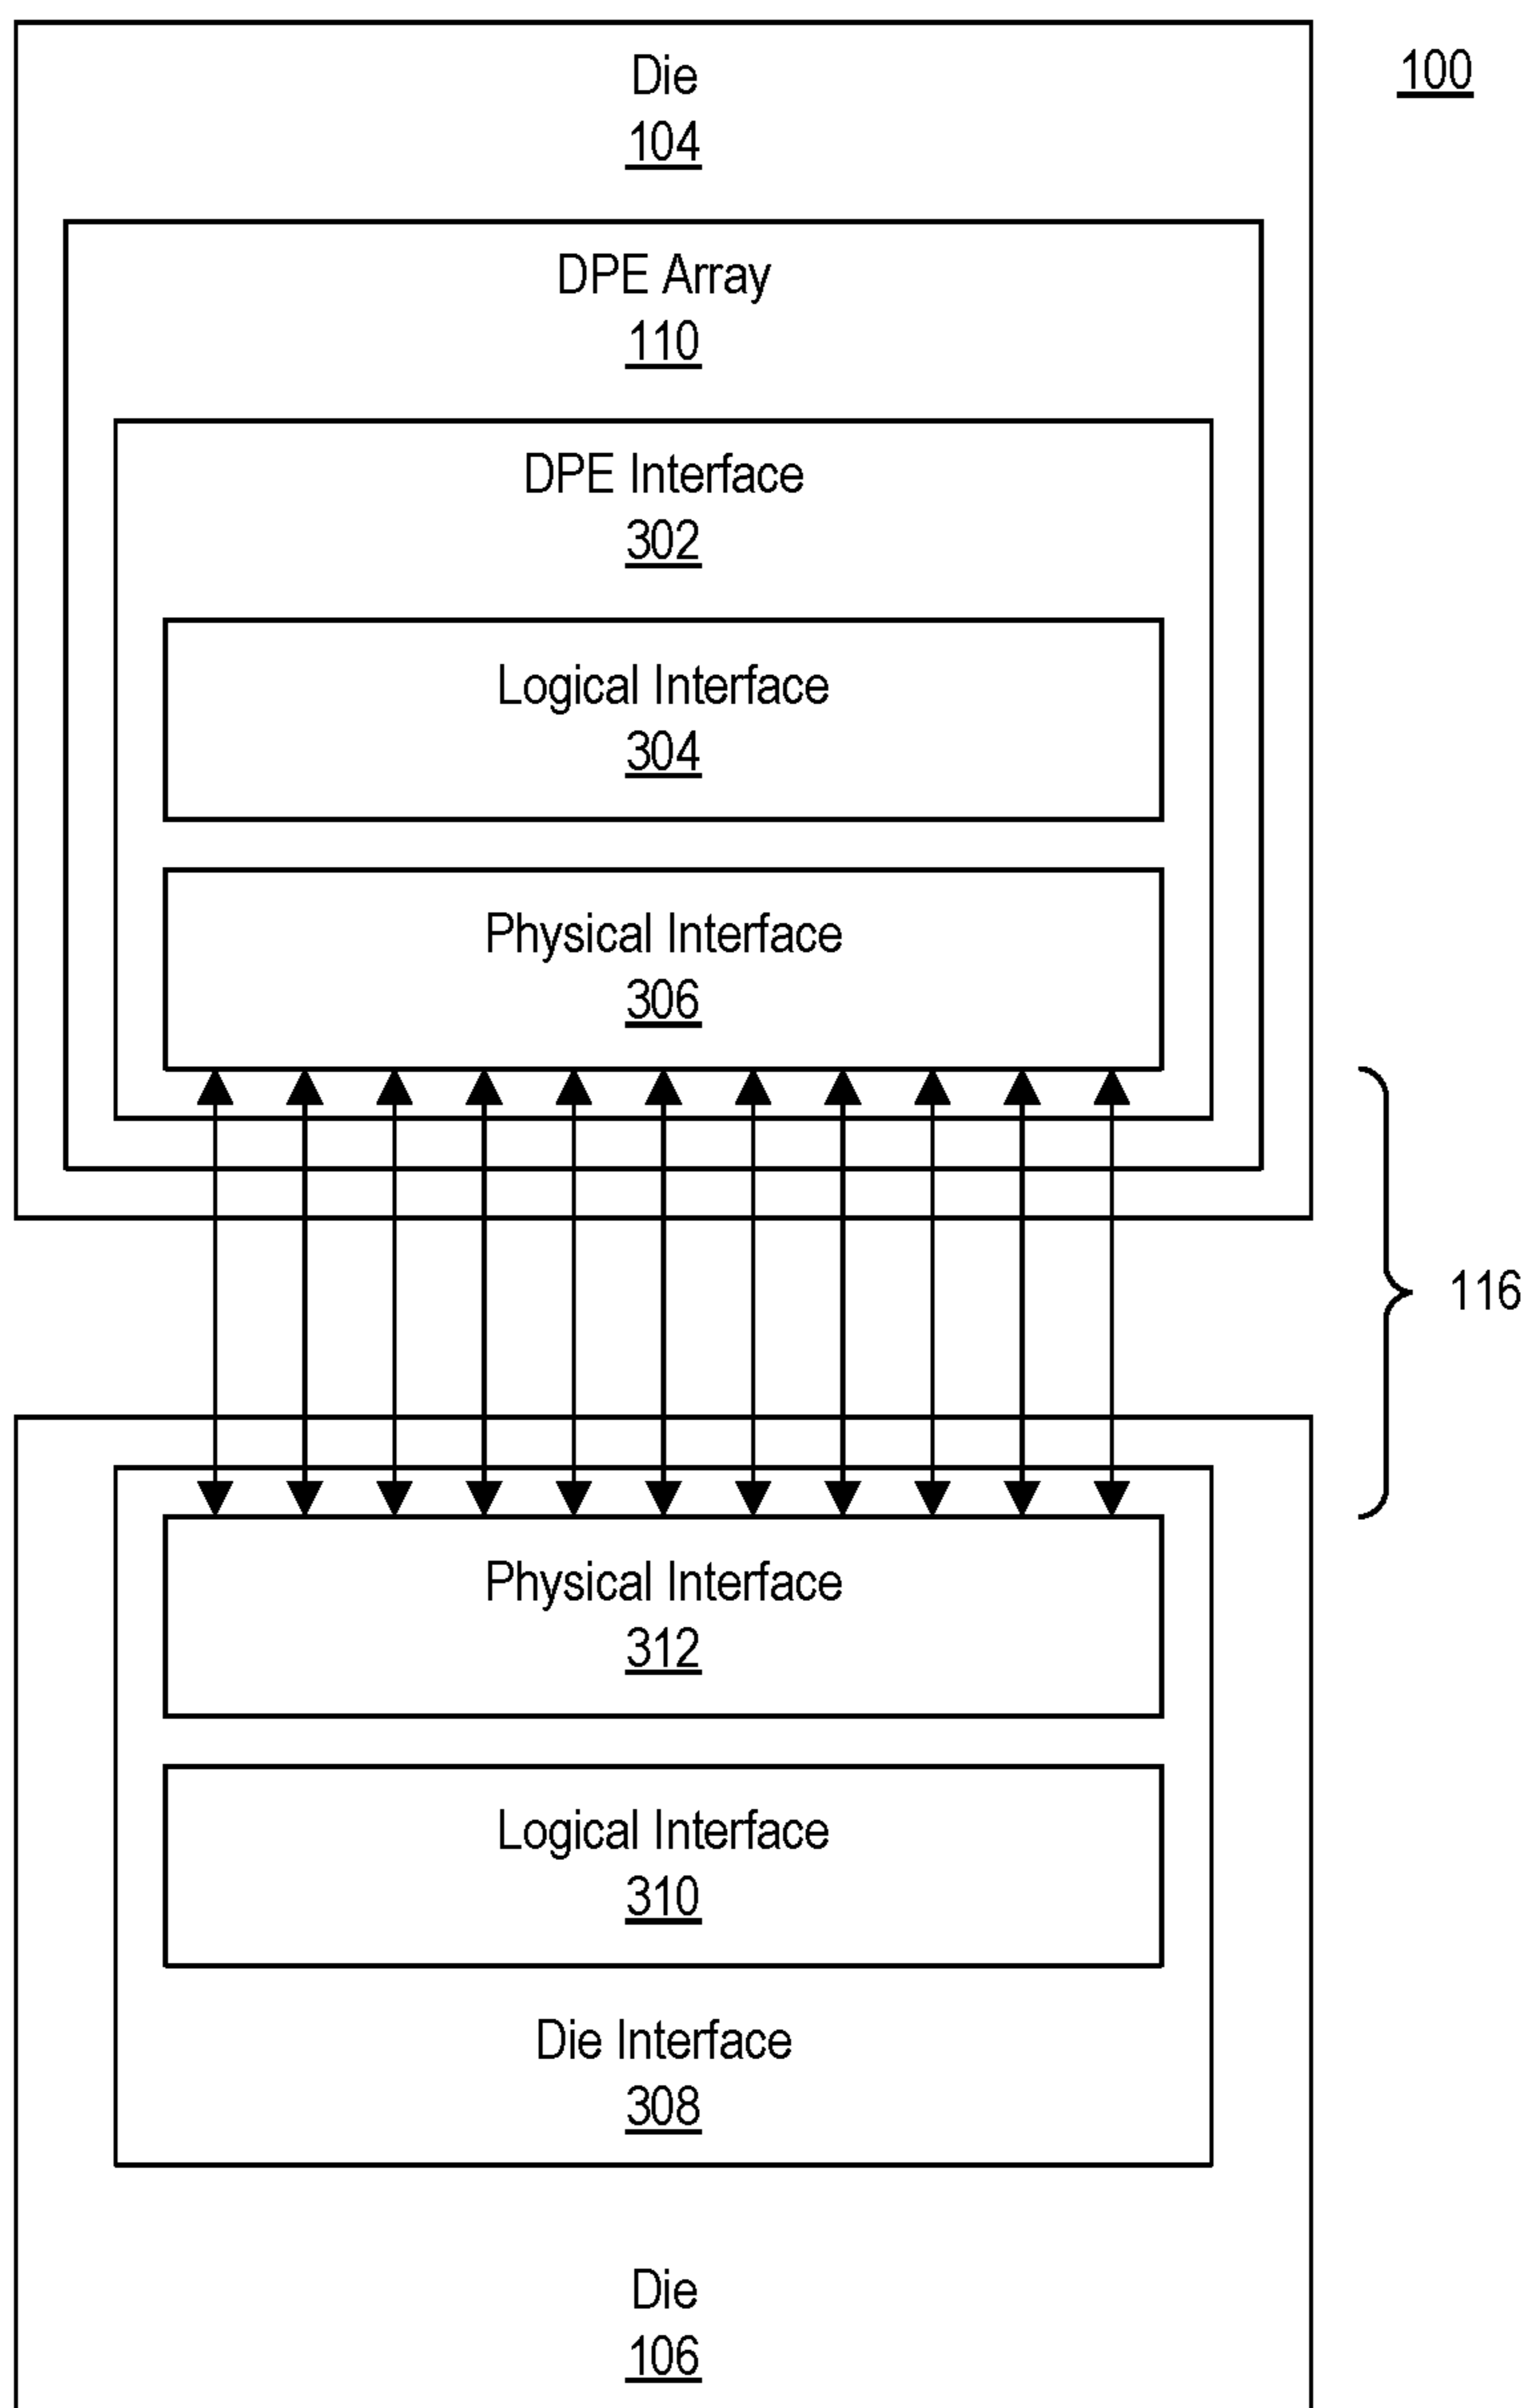 Die
104
100
DPE Array
110
DPE Interface
302
Logical Interface
304
Physical Interface
306
116
Physical Interface
312
Logical Interface
310
Die Interface
308
Die
106